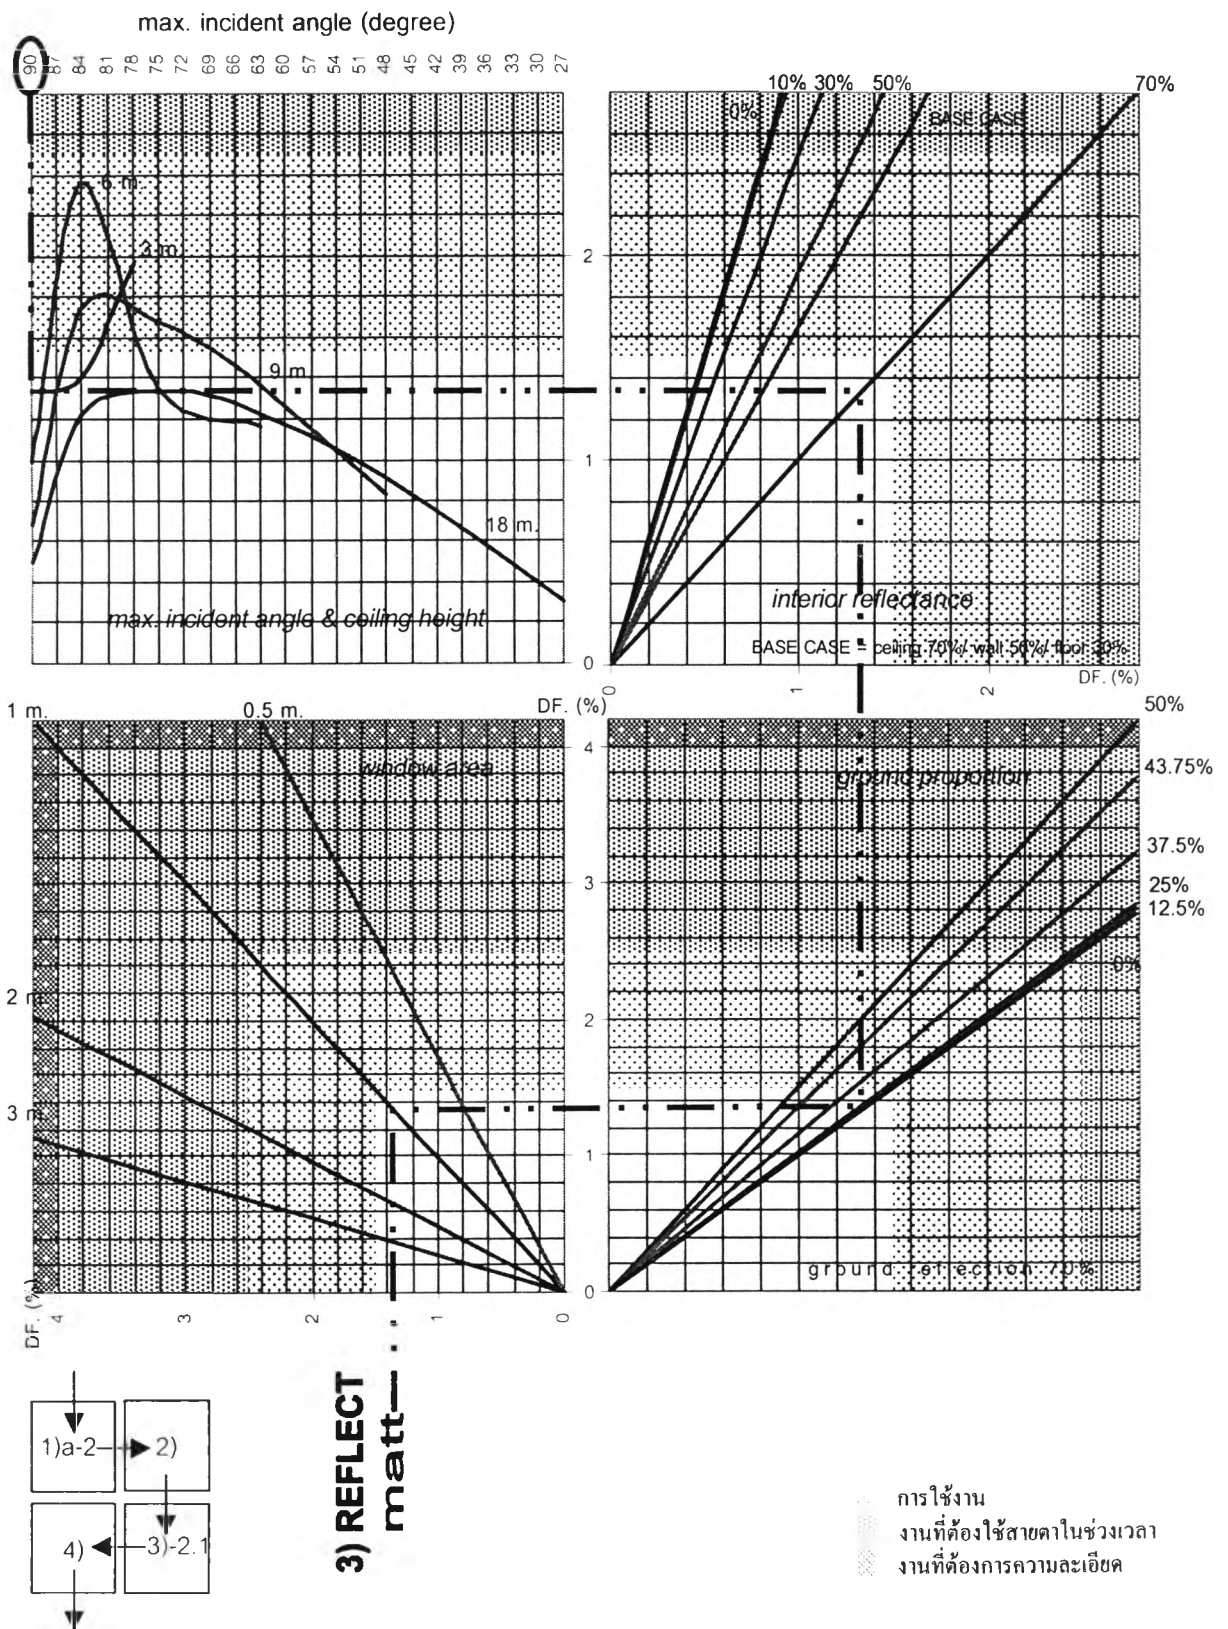 max. incident angle (degree)
90 87 84 81 78 75 72 69 66 63 60 57 54 51 48 45 42 39 36 33 30 27
10% 30% 50% 70%
0%
BASE CASE
6 m.
3 m.
9 m
18 m.
2
1
0
max. incident angle & ceiling height
interior reflectance
BASE CASE = ceiling 70%/ wall 50%/ floor 30%
0 1 2 DF. (%)
1 m. 0.5 m. DF. (%)
50%
window area
ground proportion
43.75%
37.5%
25%
12.5%
0%
2 m.
3 m.
4
3
2
1
0
ground reflection 70%
DF. (%) 4 3 2 1 0
3) REFLECT
matt
1)a-2 2)
4) 3)-2.1
การใช้งาน
งานที่ต้องใช้สายตาในช่วงเวลา
งานที่ต้องการความละเอียด